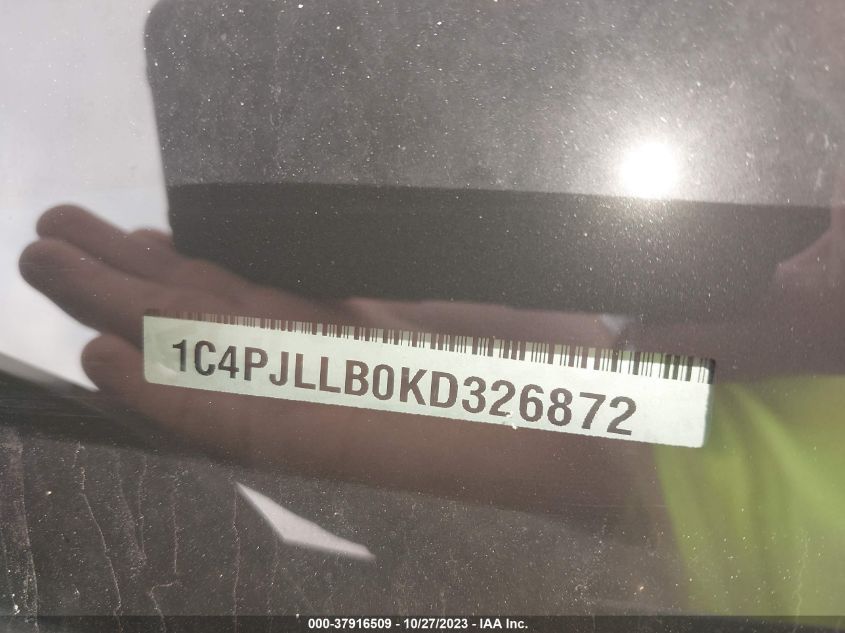 1C4PJLLB0KD326872
000-37916509 - 10/27/2023 - IAA Inc.